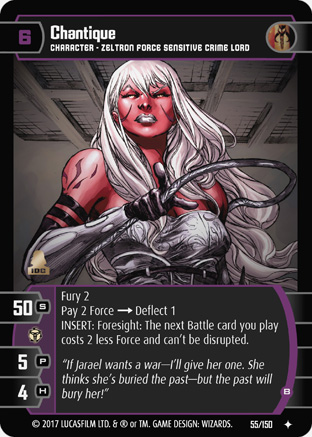 6
Chantique
CHARACTER - ZELTRON FORCE SENSITIVE CRIME LORD
100
50 S
Fury 2
Pay 2 Force → Deflect 1
INSERT: Foresight: The next Battle card you play
costs 2 less Force and can't be disrupted.
5 P
"If Jarael wants a war—I'll give her one. She
thinks she's buried the past—but the past will
bury her!"
4 H
B
© 2017 LUCASFILM LTD. & ® OR TM. GAME DESIGN: WIZARDS.
55/150